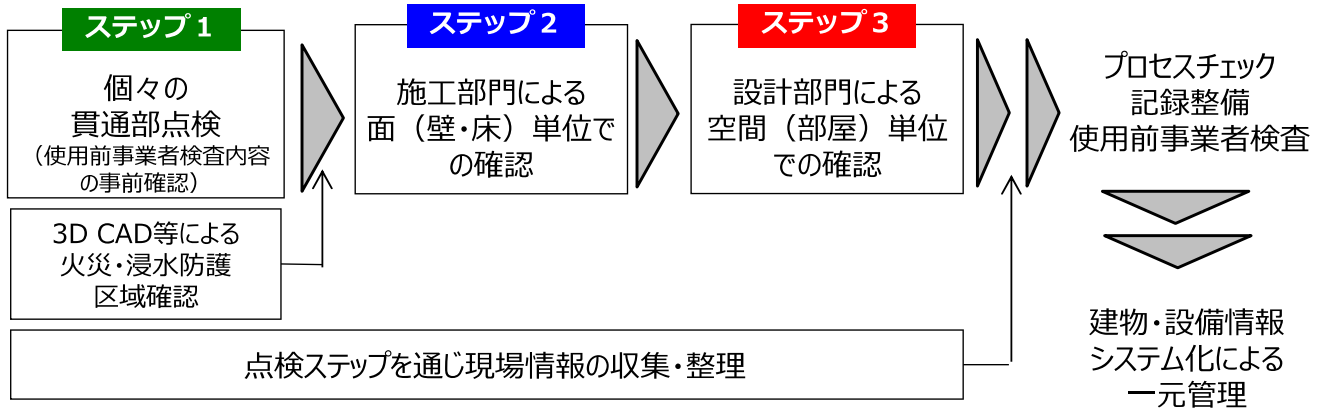 ステップ1
個々の
貫通部点検
（使用前事業者検査内容
の事前確認）
ステップ2
施工部門による
面（壁・床）単位で
の確認
ステップ3
設計部門による
空間（部屋）単位
での確認
プロセスチェック
記録整備
使用前事業者検査
3D CAD等による
火災・浸水防護
区域確認
点検ステップを通じ現場情報の収集・整理
建物・設備情報
システム化による
一元管理